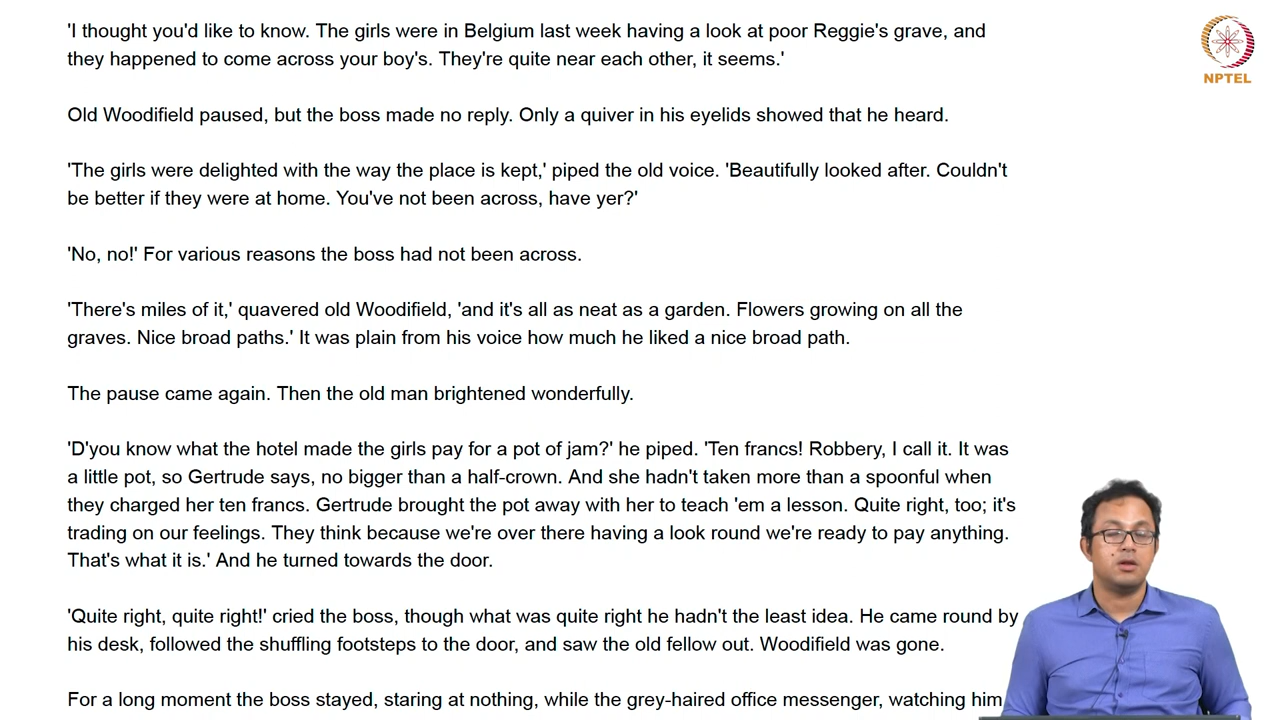 'I thought you'd like to know. The girls were in Belgium last week having a look at poor Reggie's grave, and
they happened to come across your boy's. They're quite near each other, it seems.'
Old Woodifield paused, but the boss made no reply. Only a quiver in his eyelids showed that he heard.
'The girls were delighted with the way the place is kept,' piped the old voice. 'Beautifully looked after. Couldn't
be better if they were at home. You've not been across, have yer?'
'No, no!' For various reasons the boss had not been across.
'There's miles of it,' quavered old Woodifield, 'and it's all as neat as a garden. Flowers growing on all the
graves. Nice broad paths.' It was plain from his voice how much he liked a nice broad path.
The pause came again. Then the old man brightened wonderfully.
'D'you know what the hotel made the girls pay for a pot of jam?' he piped. 'Ten francs! Robbery, I call it. It was
a little pot, so Gertrude says, no bigger than a half-crown. And she hadn't taken more than a spoonful when
they charged her ten francs. Gertrude brought the pot away with her to teach 'em a lesson. Quite right, too; it's
trading on our feelings. They think because we're over there having a look round we're ready to pay anything.
That's what it is.' And he turned towards the door.
'Quite right, quite right!' cried the boss, though what was quite right he hadn't the least idea. He came round by
his desk, followed the shuffling footsteps to the door, and saw the old fellow out. Woodifield was gone.
For a long moment the boss stayed, staring at nothing, while the grey-haired office messenger, watching him
NPTEL